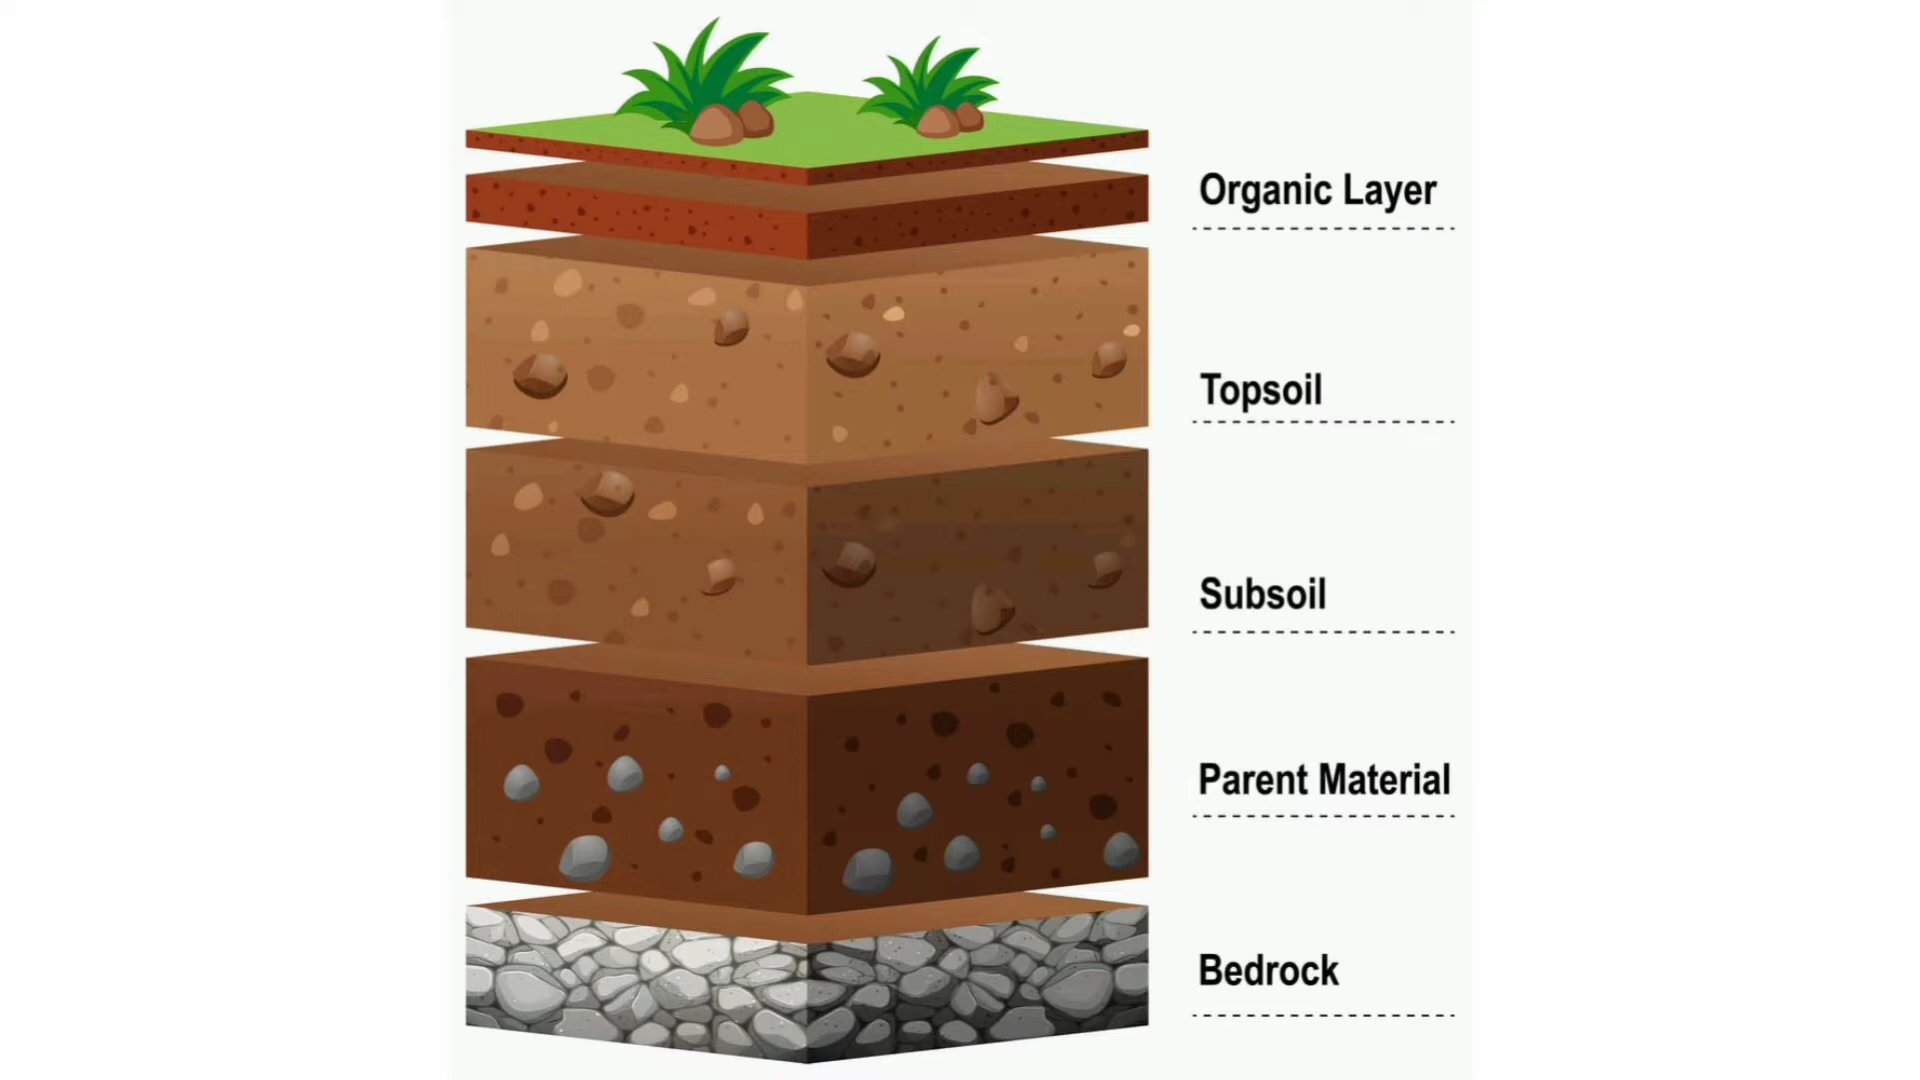 Organic Layer
Topsoil
Subsoil
Parent Material
Bedrock